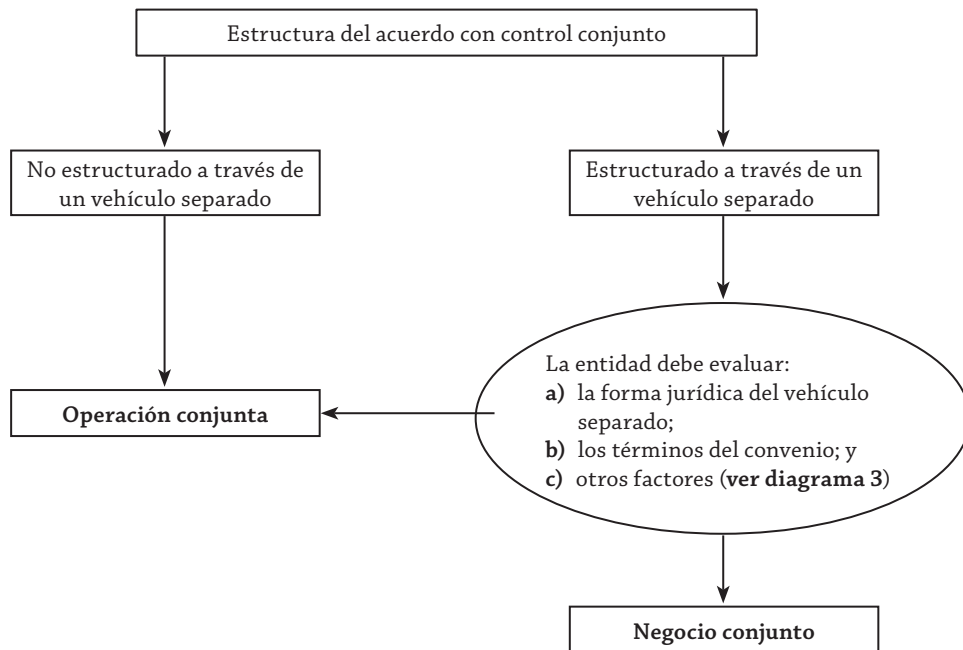 Estructura del acuerdo con control conjunto
No estructurado a través de
un vehículo separado
Estructurado a través de un
vehículo separado
La entidad debe evaluar:
a) la forma jurídica del vehículo
separado;
b) los términos del convenio; y
c) otros factores (ver diagrama 3)
Operación conjunta
Negocio conjunto